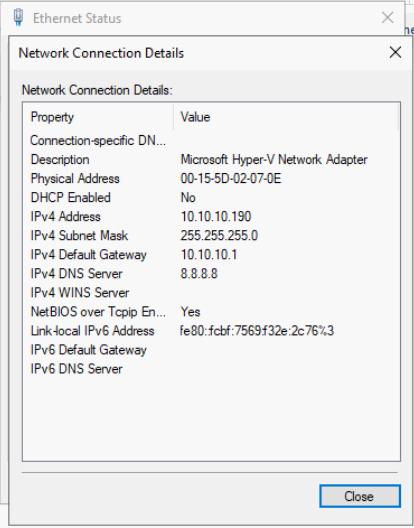 Ethernet Status
Network Connection Details
Network Connection Details:
Property Value
Connection-specific DN...
Description Microsoft Hyper-V Network Adapter
Physical Address 00-15-5D-02-07-0E
DHCP Enabled No
IPv4 Address 10.10.10.190
IPv4 Subnet Mask 255.255.255.0
IPv4 Default Gateway 10.10.10.1
IPv4 DNS Server 8.8.8.8
IPv4 WINS Server
NetBIOS over Tcpip En... Yes
Link-local IPv6 Address fe80::fcbf:7569:f32e:2c76%3
IPv6 Default Gateway
IPv6 DNS Server
Close